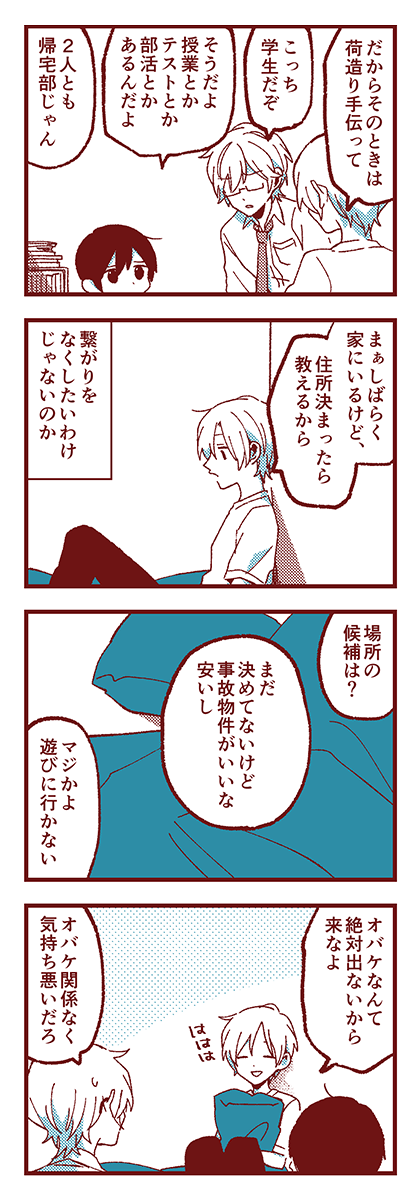 だからそのときは
荷造り手伝って
こっち
学生だぞ
そうだよ
授業とか
テストとか
部活とか
あるんだよ
2人とも
帰宅部じゃん
まぁしばらく
家にいるけど、
住所決まったら
教えるから
繋がりを
なくしたいわけ
じゃないのか
場所の
候補は?
まだ
決めてないけど
事故物件がいいな
安いし
マジかよ
遊びに行かない
オバケなんて
絶対出ないから
来なよ
ははは
オバケ関係なく
気持ち悪いだろ